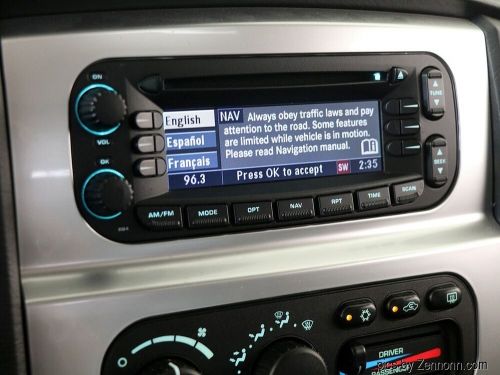 ON
VOL
OK
English
Español
Français
NAV Always obey traffic laws and pay
attention to the road. Some features
are limited while vehicle is in motion.
Please read Navigation manual.
96.3 Press OK to accept SW 2:35
TUNE
SEEK
AM/FM MODE OPT NAV RPT TIME SCAN
DRIVER
PASSENGER
pics by Zennonn.com